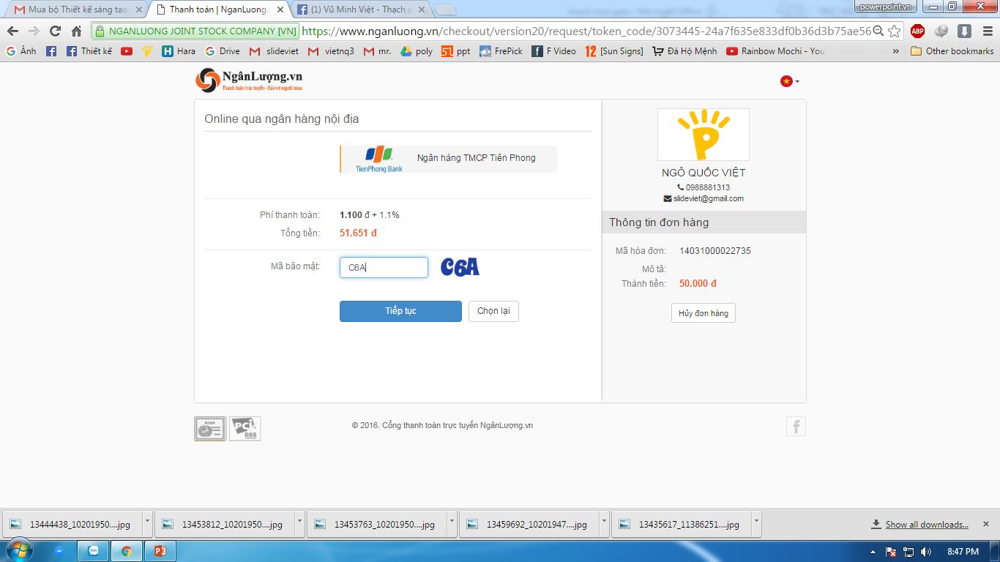 Mua bộ Thiết kế sáng tạo
Thanh toán | NganLuong.v
(1) Vũ Minh Việt - Thạch a
powerpoint.vn
NGANLUONG JOINT STOCK COMPANY [VN]
https://www.nganluong.vn/checkout/version20/request/token_code/3073445-24a7f635e833df0b36d3b75ae56
ABP
Ảnh
Thiết kế
Hara
Drive
slideviet
vietnq3
mr.
poly
ppt
FrePick
F Video
[Sun Signs]
Đá Hộ Mệnh
Rainbow Mochi - You
»
Other bookmarks
NgânLượng.vn
Thanh toán trực tuyến - Bảo vệ người mua
Online qua ngân hàng nội địa
TienPhong Bank
Ngân hàng TMCP Tiên Phong
Phí thanh toán: 1.100 đ + 1.1%
Tổng tiền: 51.651 đ
Mã bảo mật: C6A C6A
Tiếp tục Chọn lại
P
NGÔ QUỐC VIỆT
0988881313
slideviet@gmail.com
Thông tin đơn hàng
Mã hóa đơn: 14031000022735
Mô tả:
Thành tiền: 50.000 đ
Hủy đơn hàng
PCI
DSS
© 2016. Cổng thanh toán trực tuyến NgânLượng.vn
13444438_10201950....jpg
13453812_10201950....jpg
13453763_10201950....jpg
13459692_10201947....jpg
13435617_11386251....jpg
Show all downloads...
8:47 PM